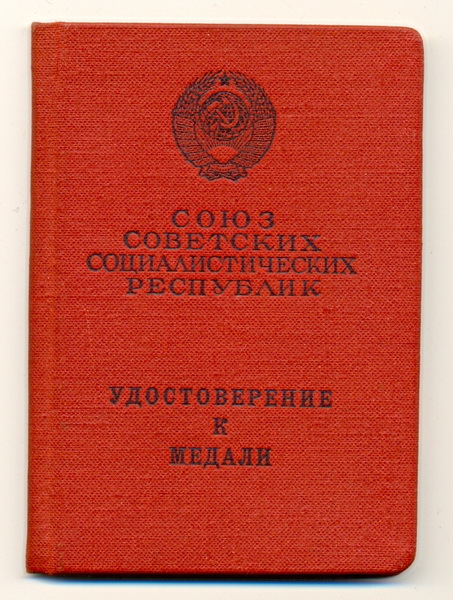 СОЮЗ
СОВЕТСКИХ
СОЦИАЛИСТИЧЕСКИХ
РЕСПУБЛИК
УДОСТОВЕРЕНИЕ
К
МЕДАЛИ